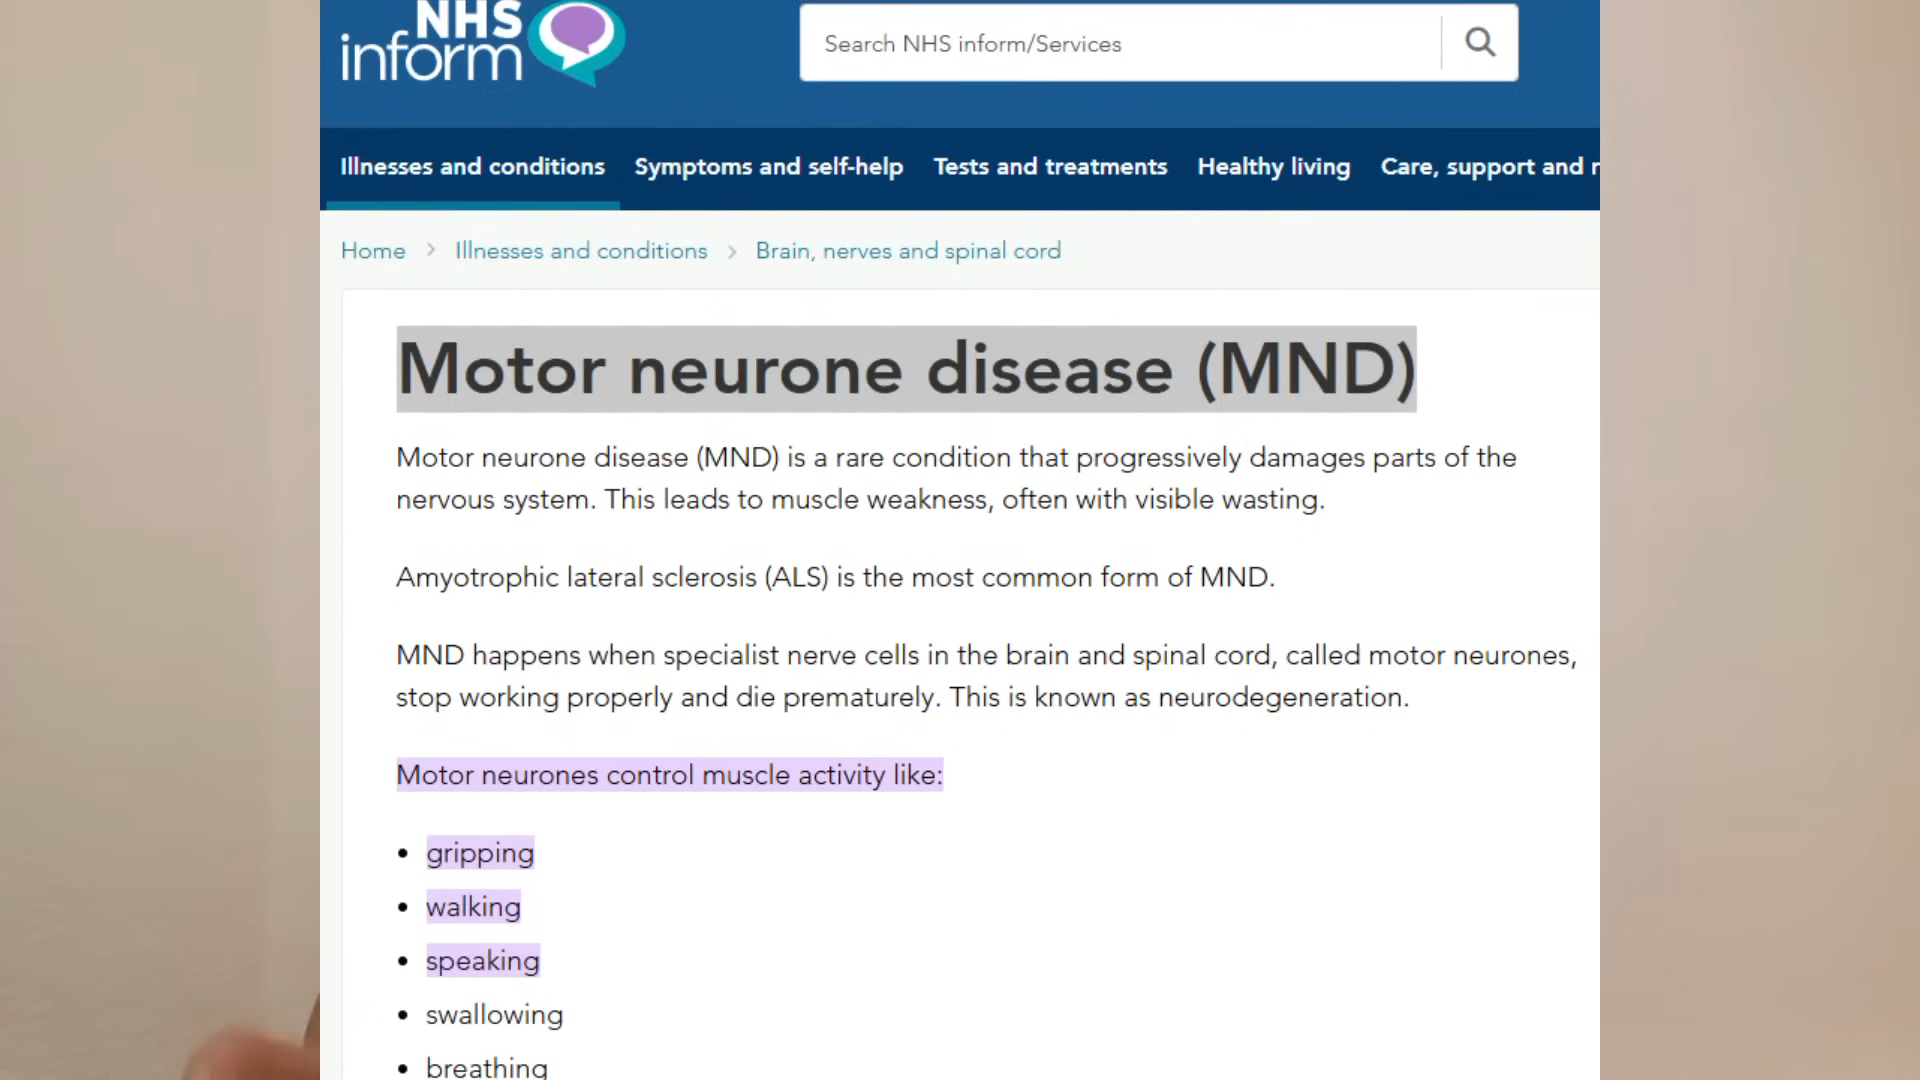 NHS
inform
Search NHS inform/Services
Illnesses and conditions Symptoms and self-help Tests and treatments Healthy living Care, support and
Home > Illnesses and conditions > Brain, nerves and spinal cord
Motor neurone disease (MND)
Motor neurone disease (MND) is a rare condition that progressively damages parts of the
nervous system. This leads to muscle weakness, often with visible wasting.
Amyotrophic lateral sclerosis (ALS) is the most common form of MND.
MND happens when specialist nerve cells in the brain and spinal cord, called motor neurones,
stop working properly and die prematurely. This is known as neurodegeneration.
Motor neurones control muscle activity like:
• gripping
• walking
• speaking
• swallowing
• breathing